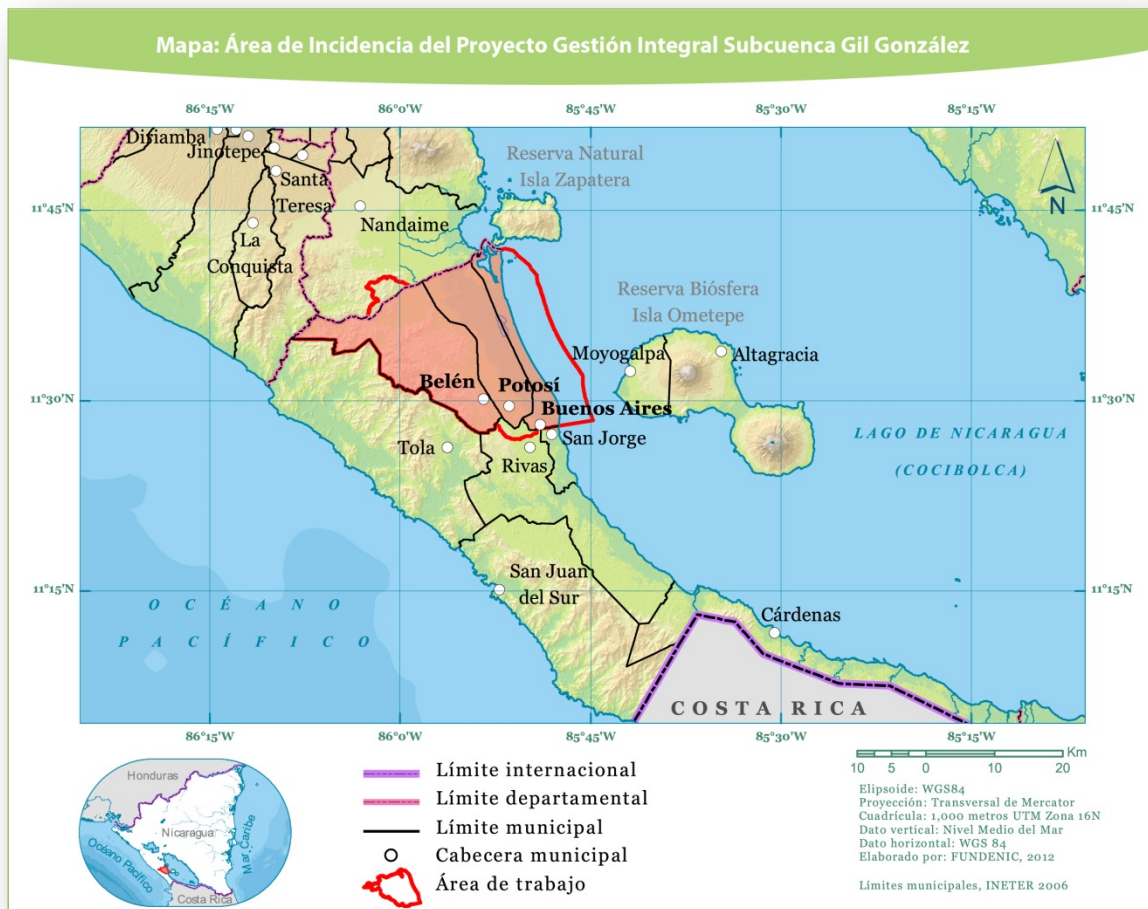 Mapa: Área de Incidencia del Proyecto Gestión Integral Subcuenca Gil González
86°15'W
86°0'W
85°45'W
85°30'W
85°15'W
Diriamba
Jinotepe
Santa
Teresa
La
Conquista
Nandaime
Reserva Natural
Isla Zapatera
N
11°45'N
11°45'N
Reserva Biósfera
Isla Ometepe
Moyogalpa
Altagracia
11°30'N
11°30'N
Belén
Potosí
Buenos Aires
San Jorge
Tola
Rivas
LAGO DE NICARAGUA
(COCIBOLCA)
San Juan
del Sur
11°15'N
11°15'N
OCÉANO
PACÍFICO
Cárdenas
COSTA RICA
86°15'W
86°0'W
85°45'W
85°30'W
85°15'W
Honduras
Nicaragua
Mar Caribe
Océano Pacífico
Costa Rica
Límite internacional
Límite departamental
Límite municipal
Cabecera municipal
Área de trabajo
Km
10 5 0 10 20
Elipsoide: WGS84
Proyección: Transversal de Mercator
Cuadrícula: 1,000 metros UTM Zona 16N
Dato vertical: Nivel Medio del Mar
Dato horizontal: WGS 84
Elaborado por: FUNDENIC, 2012
Límites municipales, INETER 2006